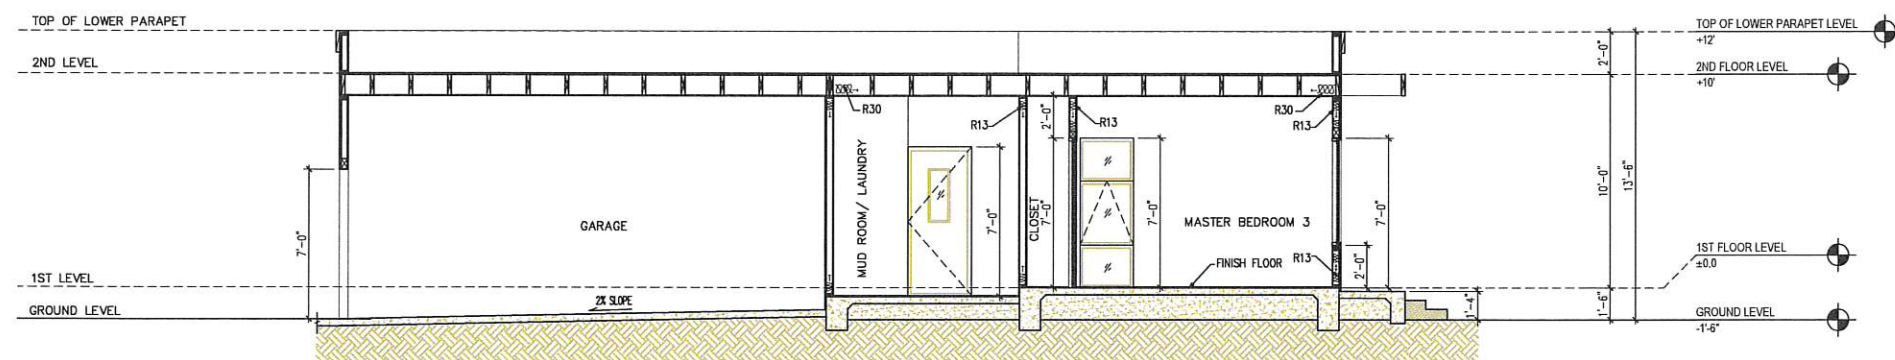 TOP OF LOWER PARAPET
TOP OF LOWER PARAPET LEVEL
+12'
2'-0"
2ND LEVEL
2ND FLOOR LEVEL
+10'
R30
R13
2'-0"
R13
R30
R13
7'-0"
GARAGE
MUD ROOM/ LAUNDRY
7'-0"
CLOSET
7'-0"
7'-0"
MASTER BEDROOM 3
7'-0"
10'-0"
13'-6"
1ST LEVEL
FINISH FLOOR
R13
2'-0"
1ST FLOOR LEVEL
±0.0
2% SLOPE
GROUND LEVEL
1'-4"
1'-6"
GROUND LEVEL
-1'6"